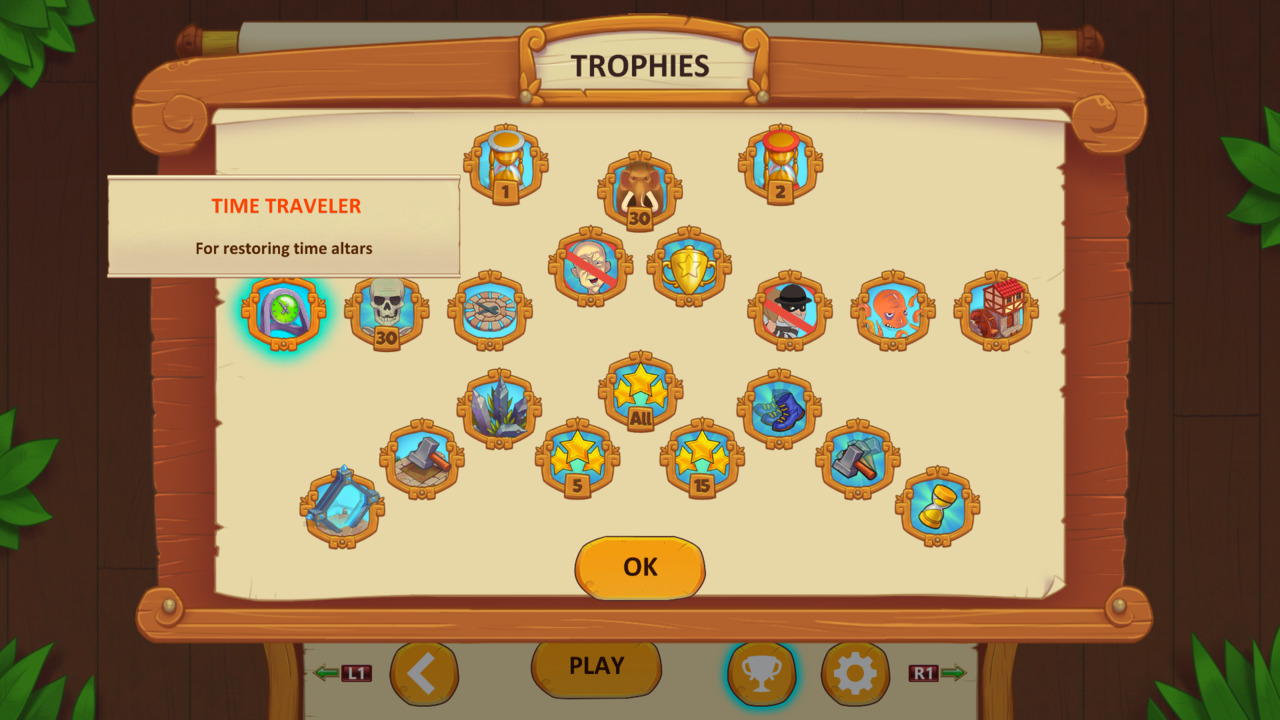 TROPHIES
1
2
30
TIME TRAVELER
For restoring time altars
30
All
5
15
OK
L1
PLAY
R1